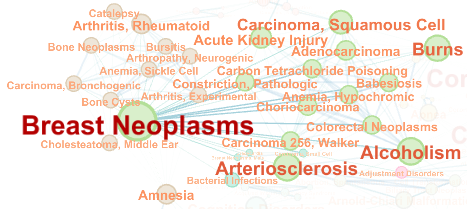 Catalepsy
Arthritis, Rheumatoid
Carcinoma, Squamous Cell
Acute Kidney Injury
Bone Neoplasms
Bursitis
Adenocarcinoma
Burns
Arthropathy, Neurogenic
Anemia, Sickle Cell
Carbon Tetrachloride Poisoning
Carcinoma, Bronchogenic
Constriction, Pathologic
Babesiosis
Bone Cysts
Arthritis, Experimental
Anemia, Hypochromic
Choriocarcinoma
Breast Neoplasms
Colorectal Neoplasms
Cholesteatoma, Middle Ear
Carcinoma 256, Walker
Alcoholism
Arteriosclerosis
Adjustment Disorders
Bacterial Infections
Amnesia